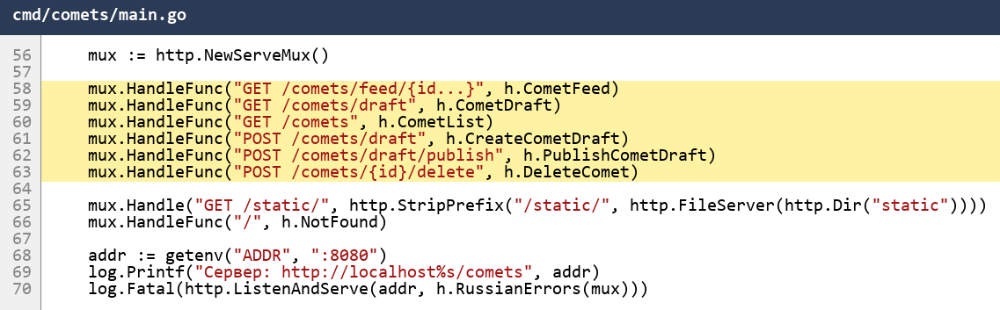 cmd/comets/main.go
56 mux := http.NewServeMux()
57
58 mux.HandleFunc("GET /comets/feed/{id...}", h.CometFeed)
59 mux.HandleFunc("GET /comets/draft", h.CometDraft)
60 mux.HandleFunc("GET /comets", h.CometList)
61 mux.HandleFunc("POST /comets/draft", h.CreateCometDraft)
62 mux.HandleFunc("POST /comets/draft/publish", h.PublishCometDraft)
63 mux.HandleFunc("POST /comets/{id}/delete", h.DeleteComet)
64
65 mux.Handle("GET /static/", http.StripPrefix("/static/", http.FileServer(http.Dir("static"))))
66 mux.HandleFunc("/", h.NotFound)
67
68 addr := getenv("ADDR", ":8080")
69 log.Printf("Сервер: http://localhost%s/comets", addr)
70 log.Fatal(http.ListenAndServe(addr, h.RussianErrors(mux)))